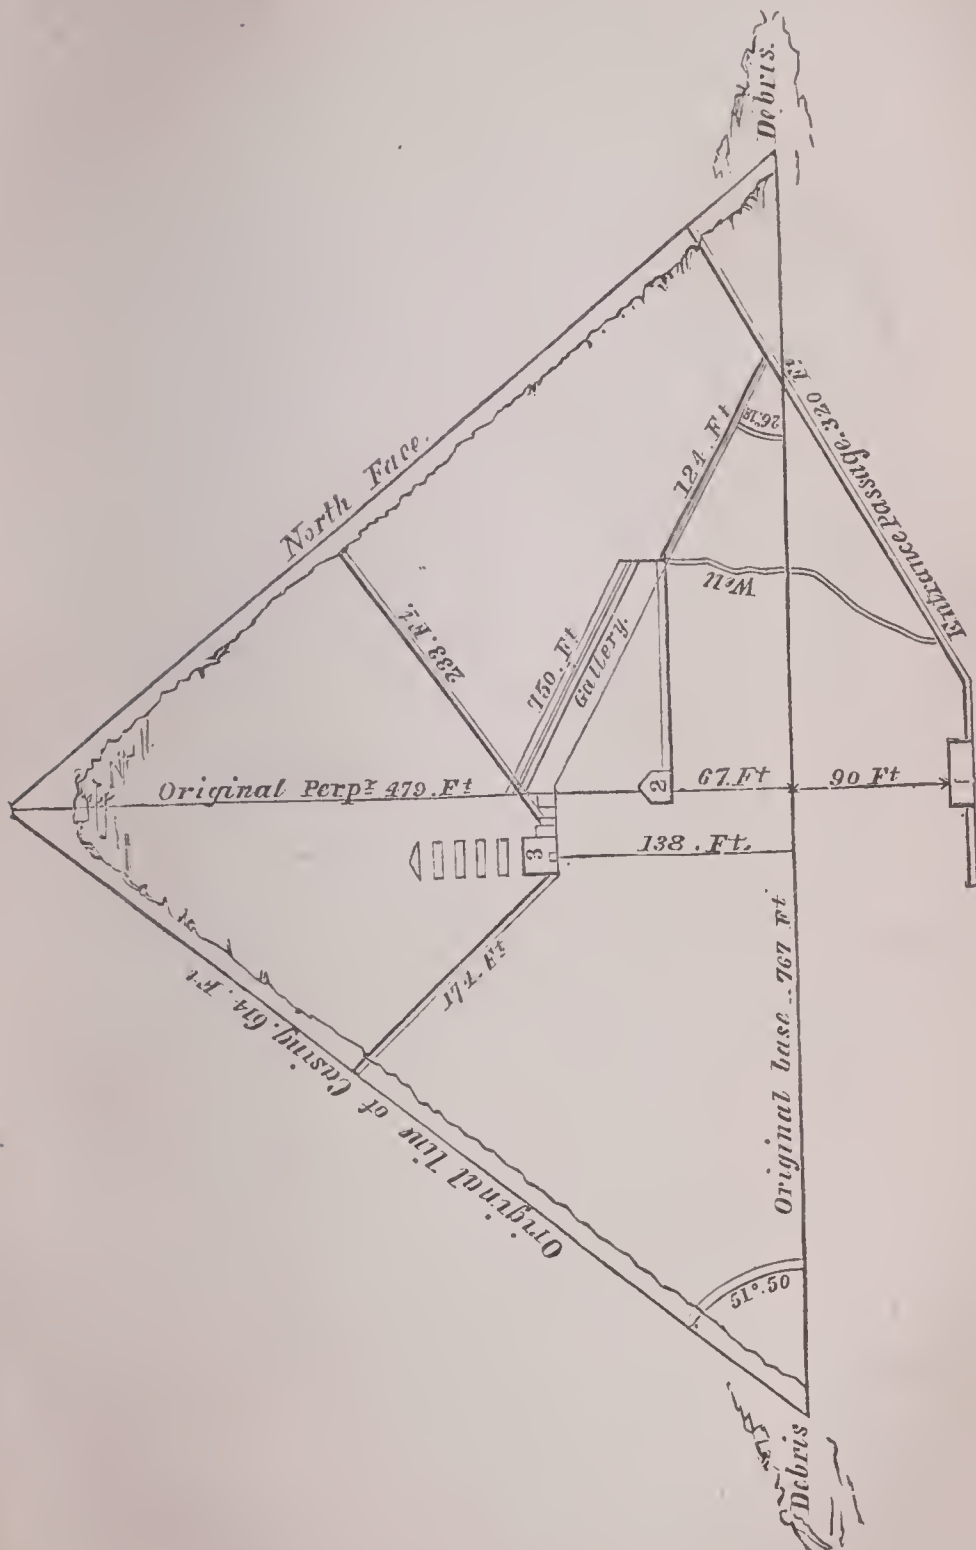 Debris.
North Face.
Original Perpʳ 479. Fᵗ
233. Fᵗ.
150. Fᵗ
Gallery.
124. Fᵗ
26°.18
Entrance Passage. 320 Fᵗ
Well
2
67. Fᵗ
90 Fᵗ
1
3
138. Fᵗ.
174. Fᵗ
Original line of Casing. 614. Fᵗ
Original base.. 767 Fᵗ
51°.50
Debris